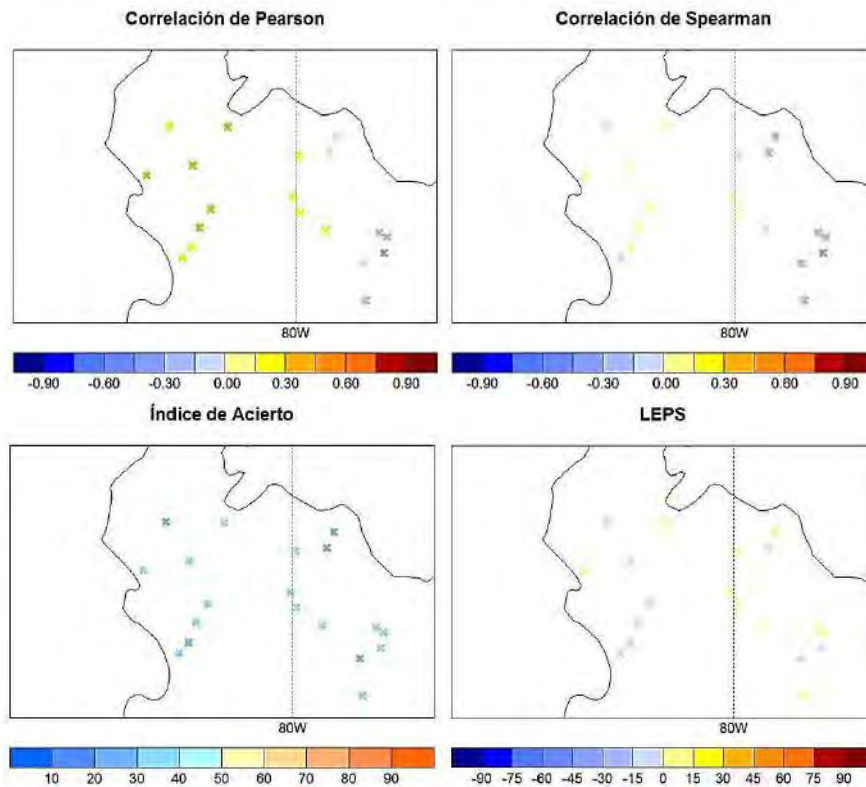 Correlación de Pearson
Correlación de Spearman
80W
80W
-0.90 -0.60 -0.30 0.00 0.30 0.60 0.90
-0.90 -0.60 -0.30 0.00 0.30 0.60 0.90
Índice de Acierto
LEPS
80W
80W
10 20 30 40 50 60 70 80 90
-90 -75 -60 -45 -30 -15 0 15 30 45 75 90